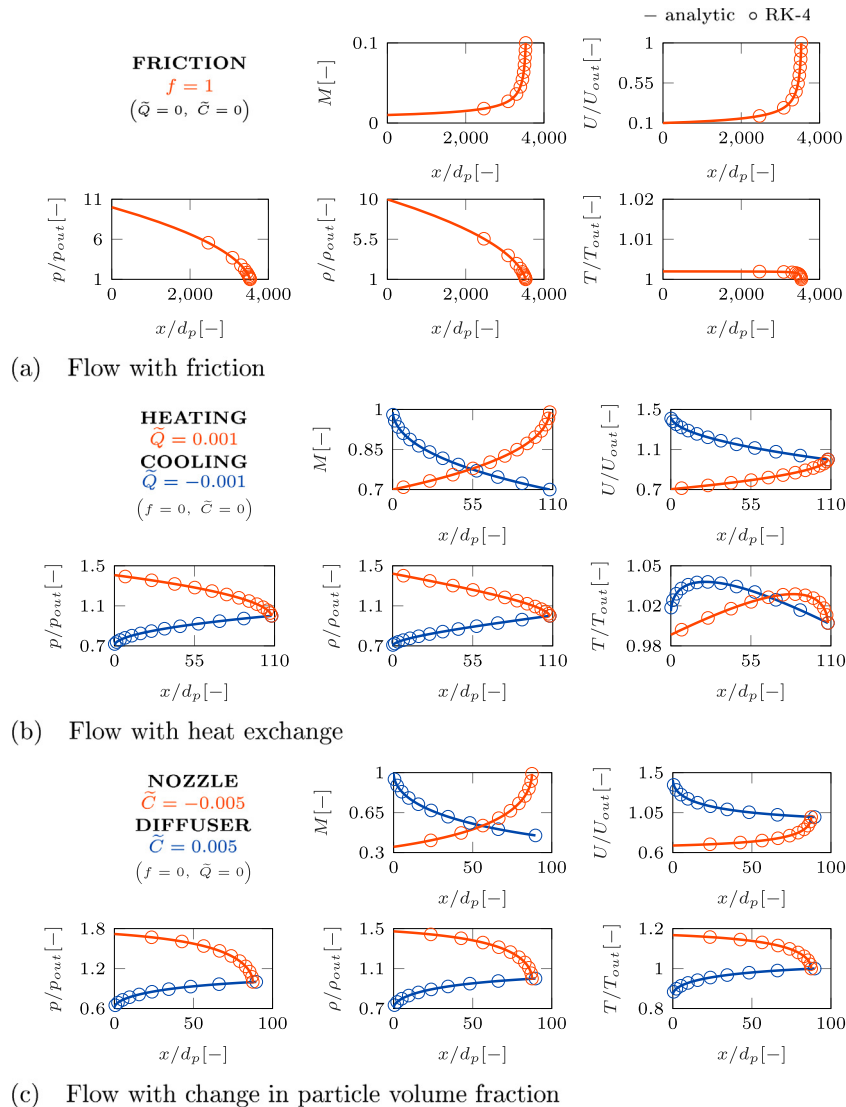 – analytic ○ RK-4
FRICTION
f = 1
(Q̃ = 0, C̃ = 0)
M[−]
0.1
0
0 2,000 4,000
x/d_p[−]
U/U_out[−]
1
0.55
0.1
0 2,000 4,000
x/d_p[−]
p/p_out[−]
11
6
1
0 2,000 4,000
x/d_p[−]
ρ/ρ_out[−]
10
5.5
1
0 2,000 4,000
x/d_p[−]
T/T_out[−]
1.02
1.01
1
0 2,000 4,000
x/d_p[−]
(a) Flow with friction
HEATING
Q̃ = 0.001
COOLING
Q̃ = −0.001
(f = 0, C̃ = 0)
M[−]
1
0.85
0.7
0 55 110
x/d_p[−]
U/U_out[−]
1.5
1.1
0.7
0 55 110
x/d_p[−]
p/p_out[−]
1.5
1.1
0.7
0 55 110
x/d_p[−]
ρ/ρ_out[−]
1.5
1.1
0.7
0 55 110
x/d_p[−]
T/T_out[−]
1.05
1.02
0.98
0 55 110
x/d_p[−]
(b) Flow with heat exchange
NOZZLE
C̃ = −0.005
DIFFUSER
C̃ = 0.005
(f = 0, Q̃ = 0)
M[−]
1
0.65
0.3
0 50 100
x/d_p[−]
U/U_out[−]
1.5
1.05
0.6
0 50 100
x/d_p[−]
p/p_out[−]
1.8
1.2
0.6
0 50 100
x/d_p[−]
ρ/ρ_out[−]
1.5
1.1
0.7
0 50 100
x/d_p[−]
T/T_out[−]
1.2
1
0.8
0 50 100
x/d_p[−]
(c) Flow with change in particle volume fraction